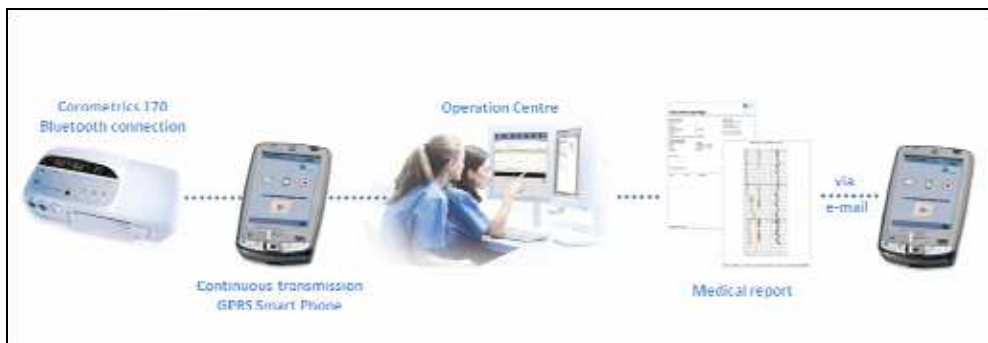 Corometrics 170
Bluetooth connection
Continuous transmission
GPRS Smart Phone
Operation Centre
Medical report
via
e-mail